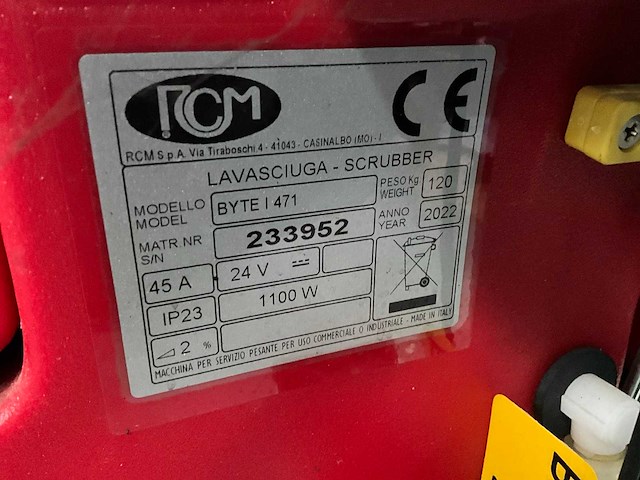 RCM
CE
RCM S.p.A. Via Tiraboschi,4 - 41043 - CASINALBO (MO) - I
LAVASCIUGA - SCRUBBER
MODELLO
MODEL
BYTE I 471
PESO Kg
WEIGHT
120
MATR.NR
S/N
233952
ANNO
YEAR
2022
45 A
24 V
IP23
1100 W
2 %
MACCHINA PER SERVIZIO PESANTE PER USO COMMERCIALE O INDUSTRIALE - MADE IN ITALY